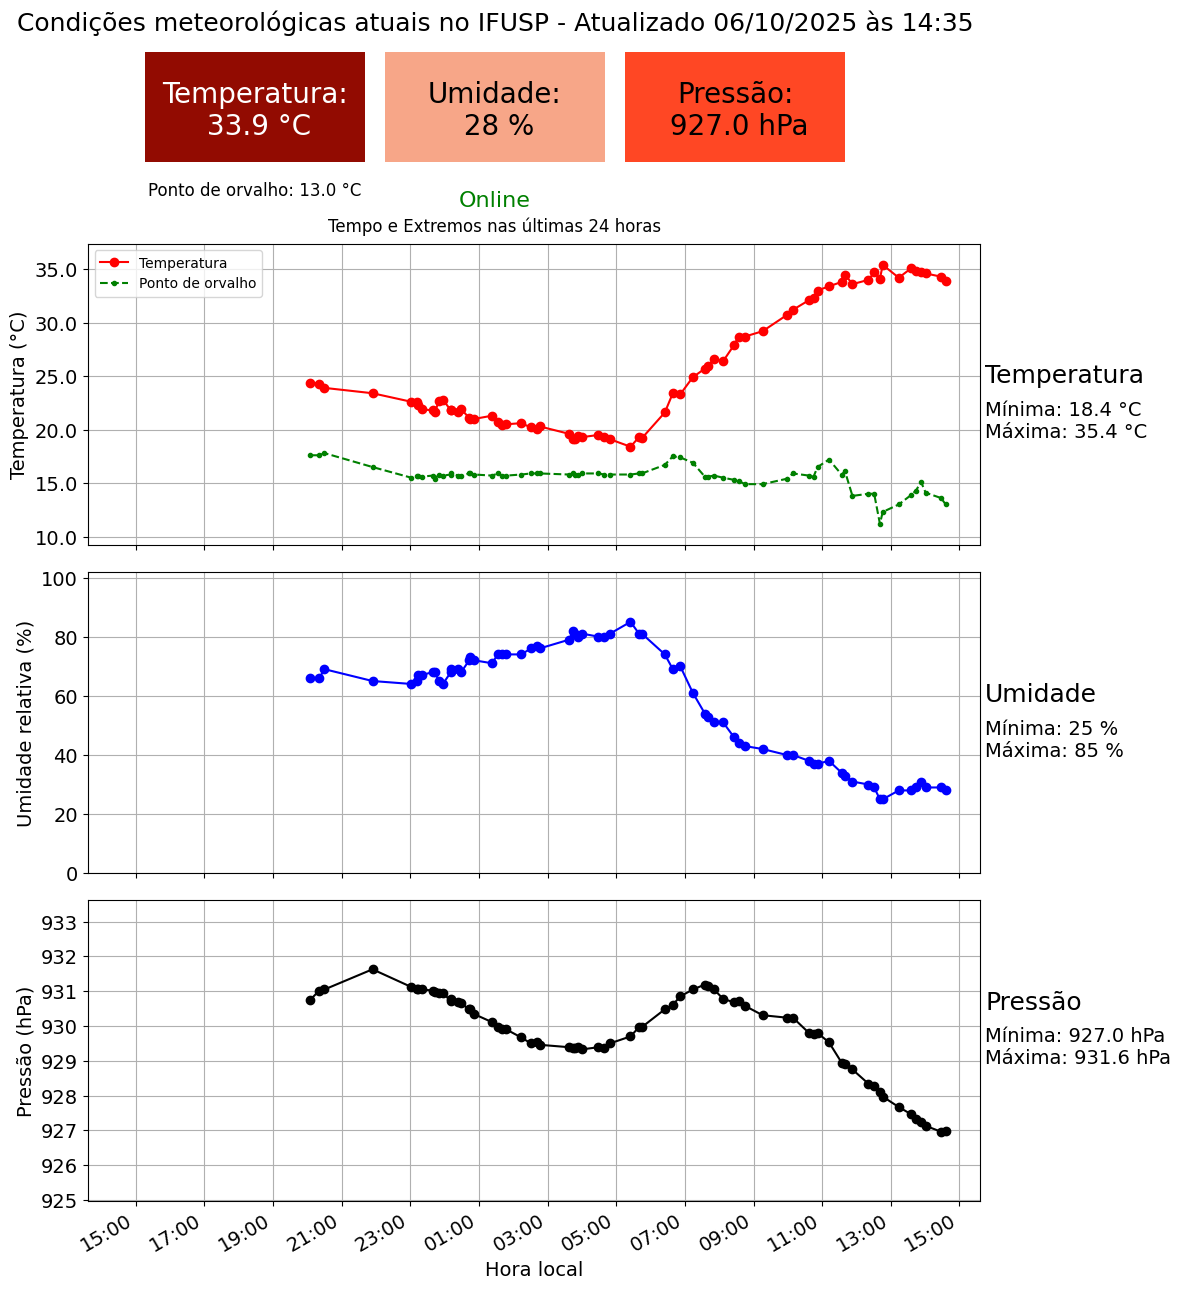 Condições meteorológicas atuais no IFUSP - Atualizado 06/10/2025 às 14:35
Temperatura:
33.9 °C
Umidade:
28 %
Pressão:
927.0 hPa
Ponto de orvalho: 13.0 °C
Online
Tempo e Extremos nas últimas 24 horas
Temperatura
Ponto de orvalho
Temperatura (°C)
35.0
30.0
25.0
20.0
15.0
10.0
Temperatura
Mínima: 18.4 °C
Máxima: 35.4 °C
Umidade relativa (%)
100
80
60
40
20
0
Umidade
Mínima: 25 %
Máxima: 85 %
Pressão (hPa)
933
932
931
930
929
928
927
926
925
Pressão
Mínima: 927.0 hPa
Máxima: 931.6 hPa
15:00
17:00
19:00
21:00
23:00
01:00
03:00
05:00
07:00
09:00
11:00
13:00
15:00
Hora local